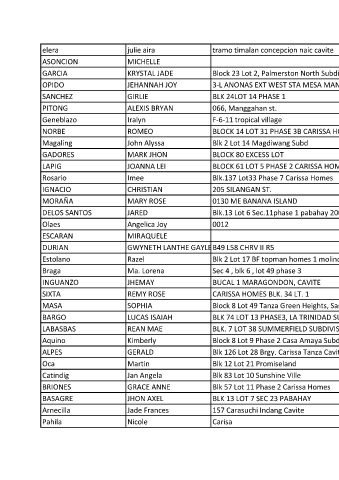 elera julie aira tramo timalan concepcion naic cavite
ASONCION MICHELLE
GARCIA KRYSTAL JADE Block 23 Lot 2, Palmerston North Subdi
OPIDO JEHANNAH JOY 3-L ANONAS EXT WEST STA MESA MAN
SANCHEZ GIRLIE BLK 24LOT 14 PHASE 1
PITONG ALEXIS BRYAN 066, Manggahan st.
Geneblazo Iralyn F-6-11 tropical village
NORBE ROMEO BLOCK 14 LOT 31 PHASE 3B CARISSA HO
Magaling John Alyssa Blk 2 Lot 14 Magdiwang Subd
GADORES MARK JHON BLOCK 80 EXCESS LOT
LAPIG JOANNA LEI BLOCK 61 LOT 5 PHASE 2 CARISSA HOM
Rosario Imee Blk.137 Lot33 Phase 7 Carissa Homes
IGNACIO CHRISTIAN 205 SILANGAN ST.
MORAÑA MARY ROSE 0130 ME BANANA ISLAND
DELOS SANTOS JARED Blk.13 Lot 6 Sec.11phase 1 pabahay 200
Olaes Angelica Joy 0012
ESCARAN MIRAQUELE
DURIAN GWYNETH LANTHE GAYLE B49 LS8 CHRV II R5
Estolano Razel Blk 2 Lot 17 BF topman homes 1 molino
Braga Ma. Lorena Sec 4 , blk 6 , lot 49 phase 3
INGUANZO JHEMAY BUCAL 1 MARAGONDON, CAVITE
SIXTA REMY ROSE CARISSA HOMES BLK. 34 LT. 1
MASA SOPHIA Block 8 Lot 49 Tanza Green Heights, Sag
BARGO LUCAS ISAIAH BLK 74 LOT 13 PHASE3, LA TRINIDAD SU
LABASBAS REAN MAE BLK. 7 LOT 38 SUMMERFIELD SUBDIVIS
Aquino Kimberly Block 8 Lot 9 Phase 2 Casa Amaya Subd
ALPES GERALD Blk 126 Lot 28 Brgy. Carissa Tanza Cavit
Oca Martin Blk 12 Lot 21 Promiseland
Catindig Jan Angela Blk 83 Lot 10 Sunshine Ville
BRIONES GRACE ANNE Blk 57 Lot 11 Phase 2 Carissa Homes
BASAGRE JHON AXEL BLK 13 LOT 7 SEC 23 PABAHAY
Arnecilla Jade Frances 157 Carasuchi Indang Cavite
Pahila Nicole Carisa